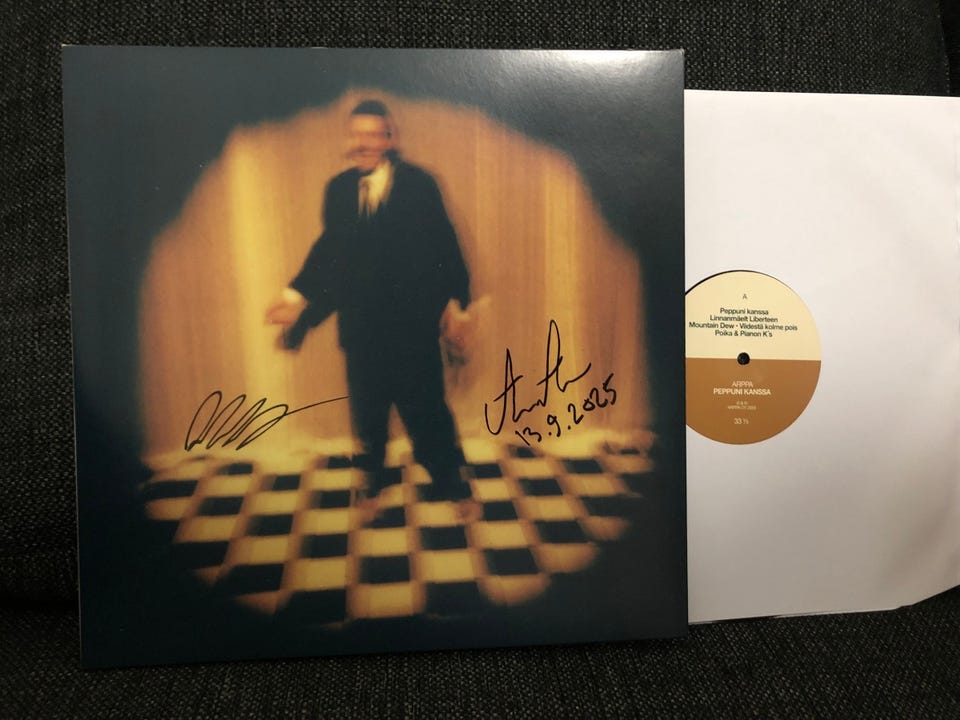 13.9.2025
A
Peppuni kanssa
Linnanmäelt Liberteen
Mountain Dew • Viidestä kolme pois
Poika & Pianon K´s
ARPPA
PEPPUNI KANSSA
33 ⅓